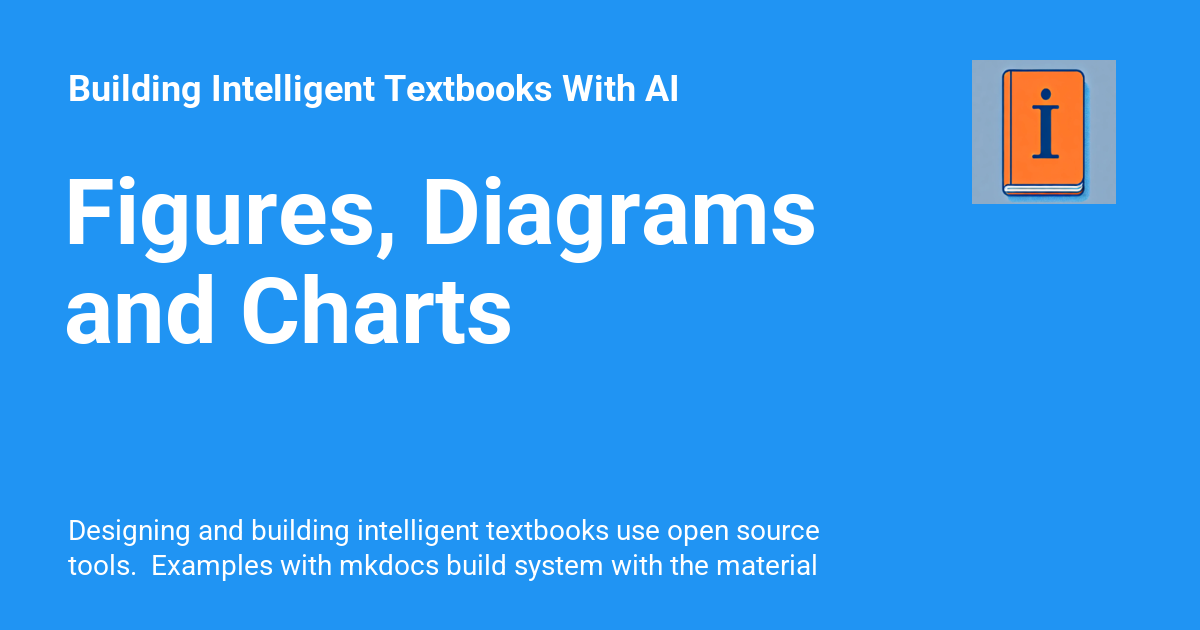 Building Intelligent Textbooks With AI
i
Figures, Diagrams
and Charts
Designing and building intelligent textbooks use open source
tools.  Examples with mkdocs build system with the material